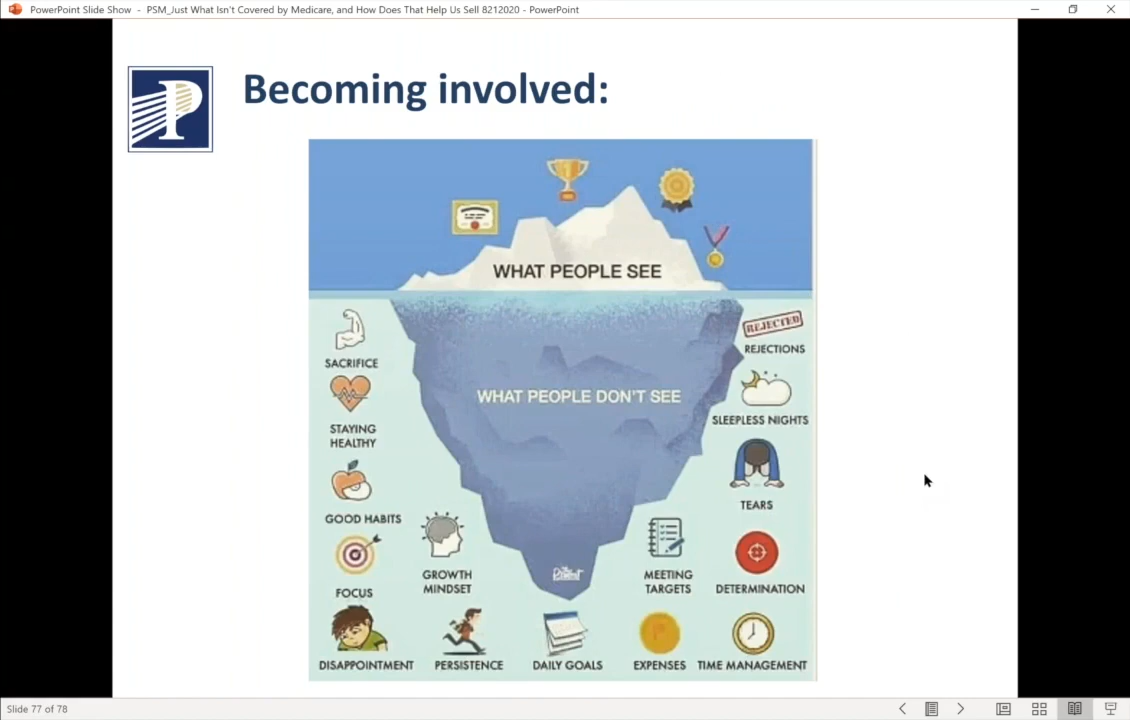 PowerPoint Slide Show - PSM_Just What Isn't Covered by Medicare, and How Does That Help Us Sell 8212020 - PowerPoint
P
Becoming involved:
1
WHAT PEOPLE SEE
WHAT PEOPLE DON'T SEE
SACRIFICE
STAYING
HEALTHY
GOOD HABITS
FOCUS
GROWTH
MINDSET
DISAPPOINTMENT
PERSISTENCE
DAILY GOALS
REJECTED
REJECTIONS
SLEEPLESS NIGHTS
TEARS
MEETING
TARGETS
DETERMINATION
EXPENSES
TIME MANAGEMENT
Slide 77 of 78